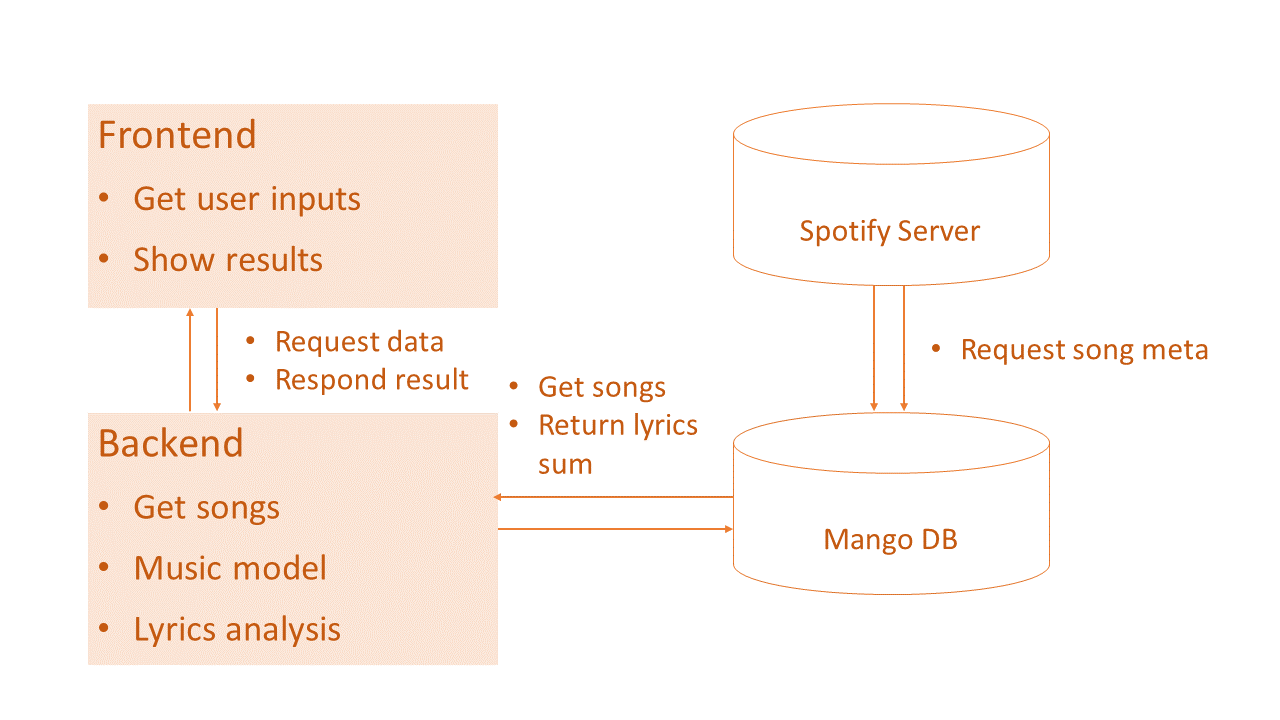 Frontend
• Get user inputs
• Show results
• Request data
• Respond result
Backend
• Get songs
• Music model
• Lyrics analysis
• Get songs
• Return lyrics
sum
Spotify Server
• Request song meta
Mango DB